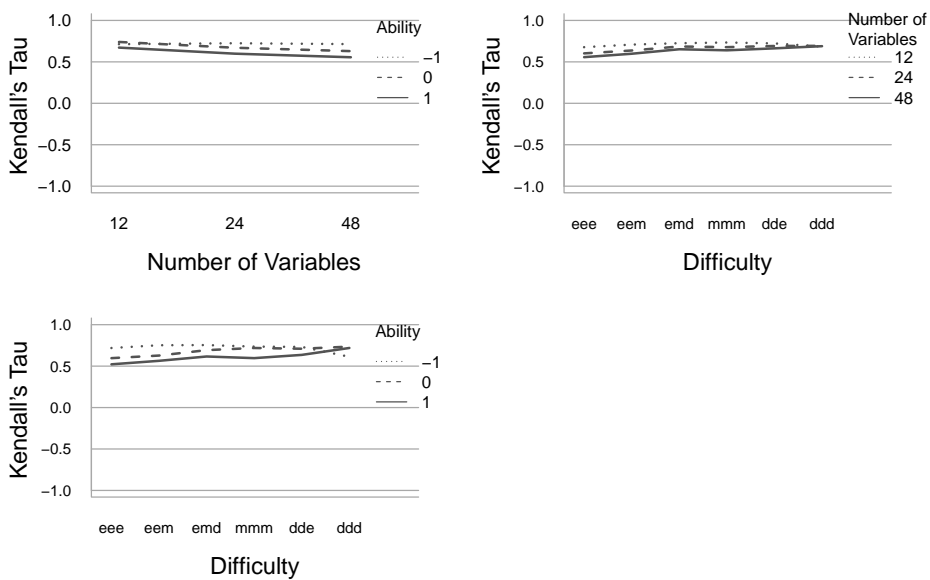 Kendall's Tau
1.0
0.5
0.0
−0.5
−1.0
12 24 48
Number of Variables
Ability
−1
0
1
Kendall's Tau
1.0
0.5
0.0
−0.5
−1.0
eee eem emd mmm dde ddd
Difficulty
Number of
Variables
12
24
48
Kendall's Tau
1.0
0.5
0.0
−0.5
−1.0
eee eem emd mmm dde ddd
Difficulty
Ability
−1
0
1